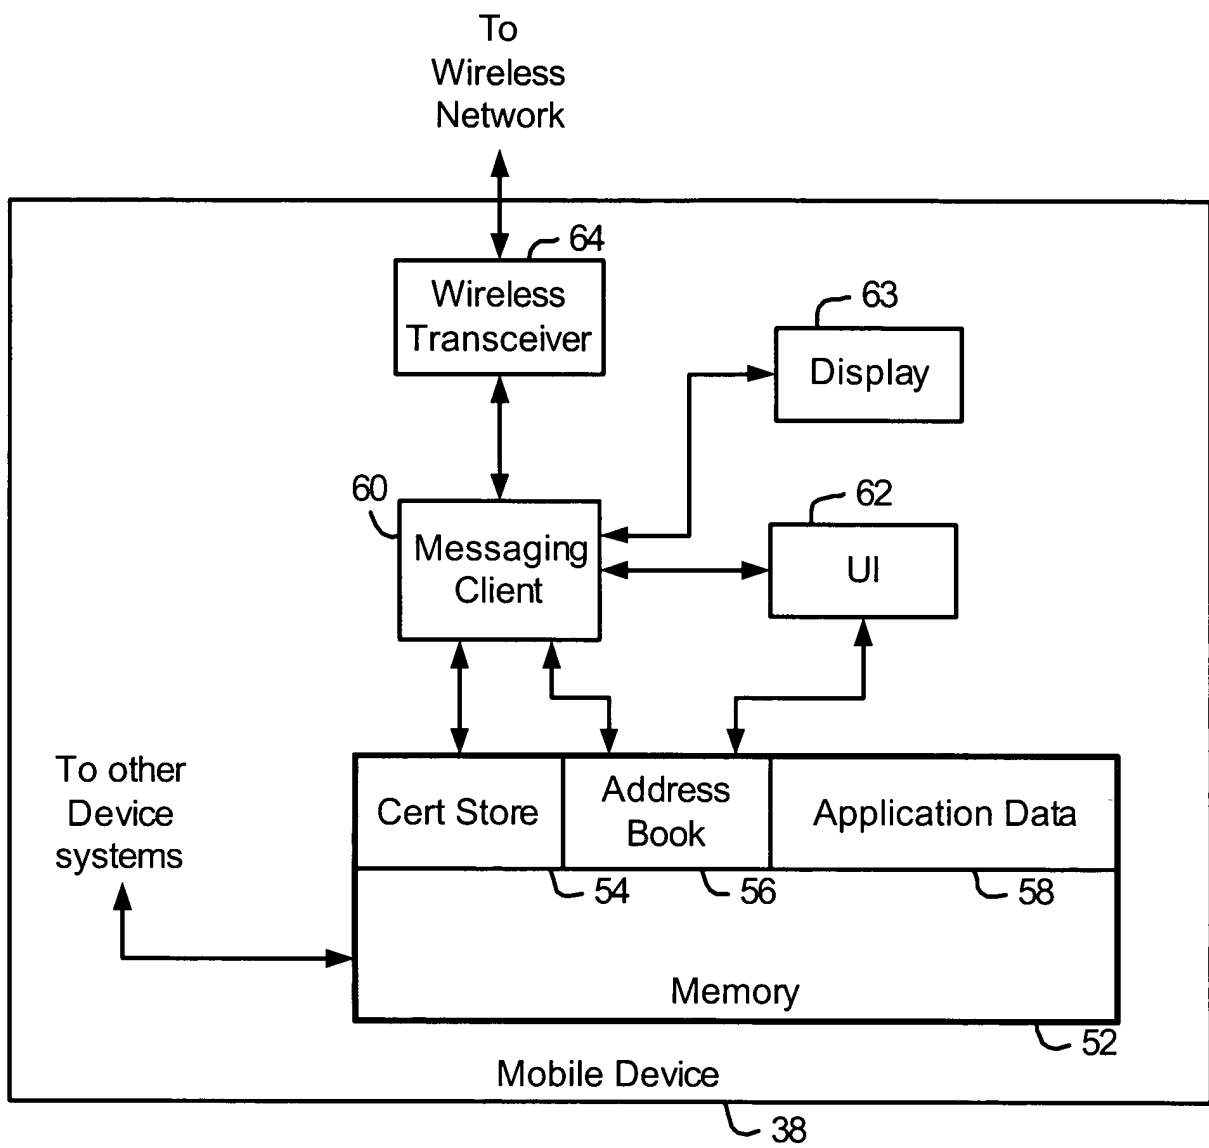 To
Wireless
Network
64
Wireless
Transceiver
63
Display
60
Messaging
Client
62
UI
To other
Device
systems
Cert Store
Address
Book
Application Data
54
56
58
Memory
52
Mobile Device
38